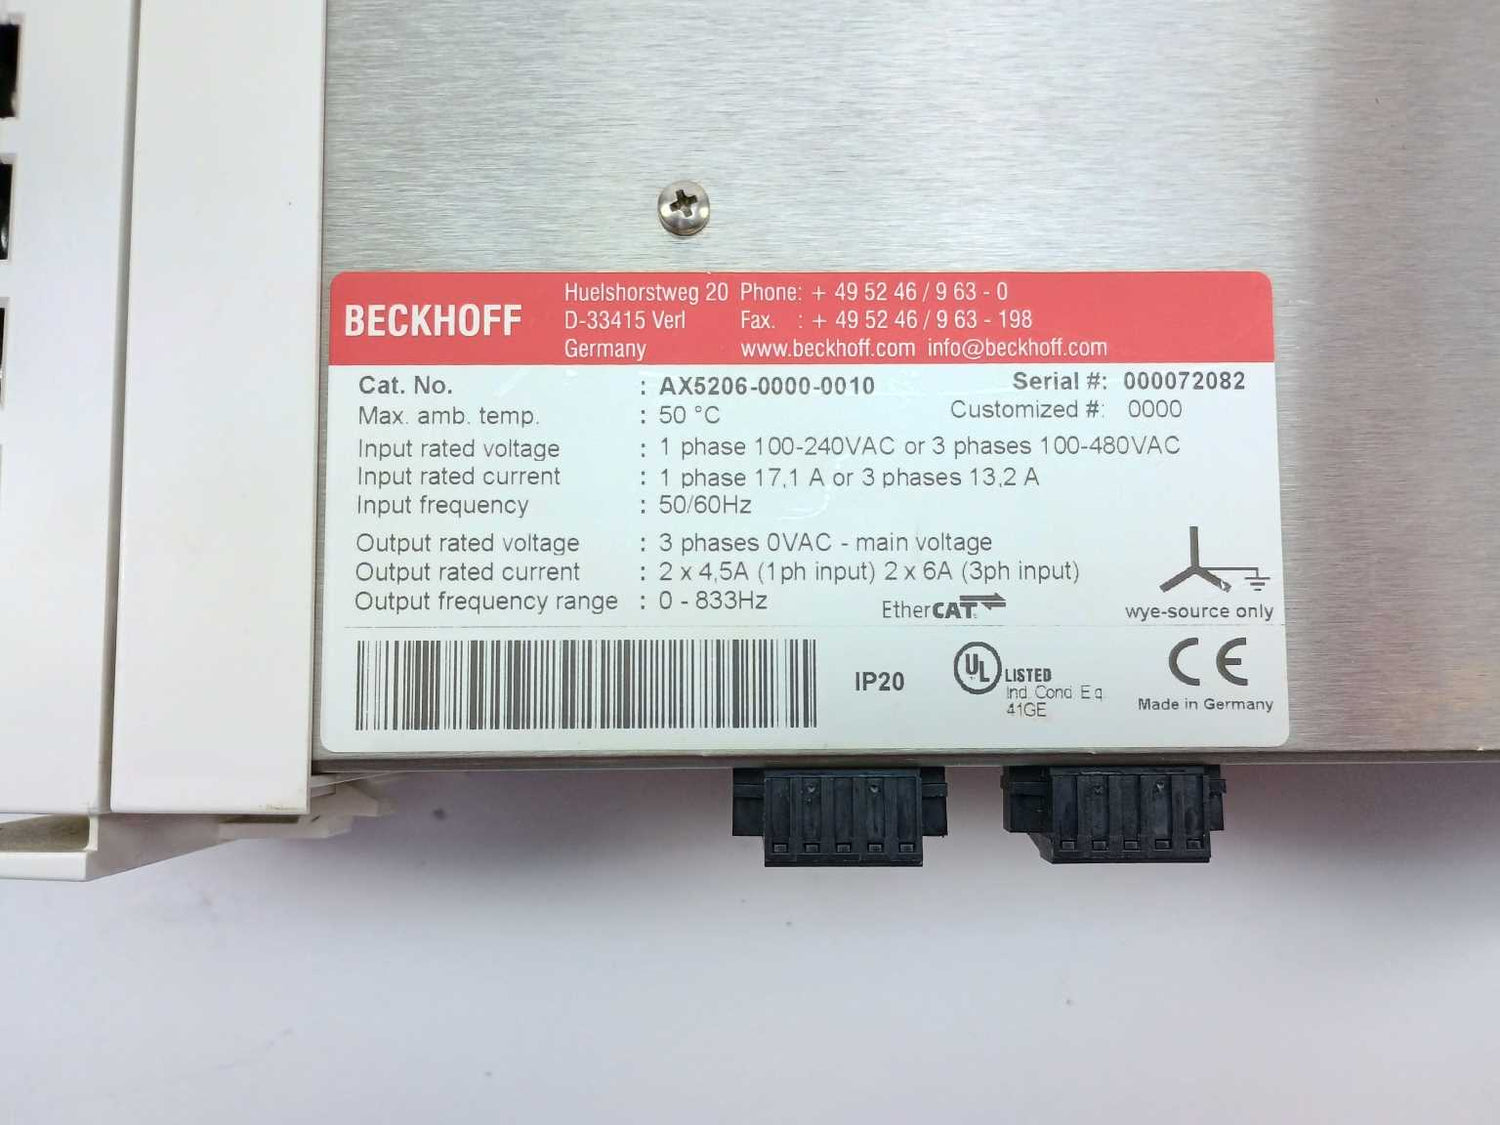 BECKHOFF
Huelshorstweg 20 Phone: + 49 52 46 / 9 63 - 0
D-33415 Verl Fax. : + 49 52 46 / 9 63 - 198
Germany www.beckhoff.com info@beckhoff.com
Cat. No. : AX5206-0000-0010 Serial #: 000072082
Max. amb. temp. : 50 °C Customized #: 0000
Input rated voltage : 1 phase 100-240VAC or 3 phases 100-480VAC
Input rated current : 1 phase 17,1 A or 3 phases 13,2 A
Input frequency : 50/60Hz
Output rated voltage : 3 phases 0VAC - main voltage
Output rated current : 2 x 4,5A (1ph input) 2 x 6A (3ph input)
Output frequency range : 0 - 833Hz
EtherCAT
wye-source only
IP20
UL LISTED
Ind. Cond. Eq.
41GE
CE
Made in Germany